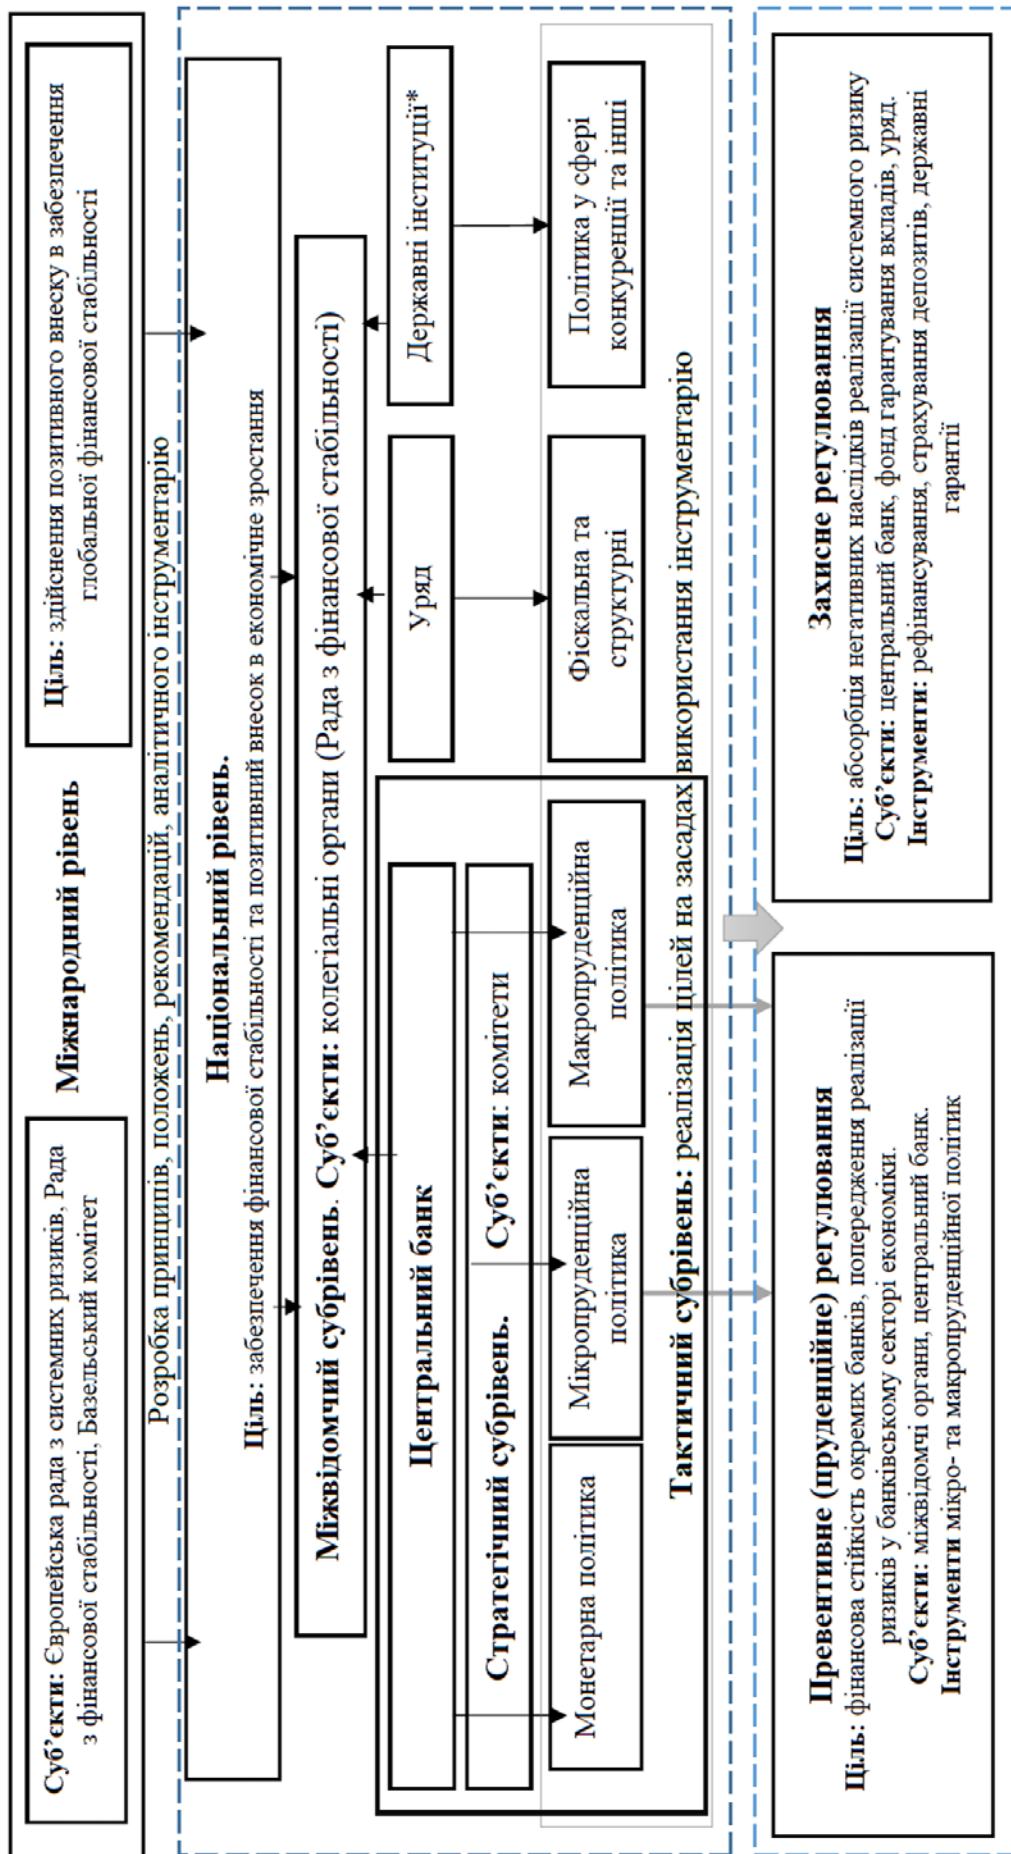 Міжнародний рівень
Суб’єкти: Європейська рада з системних ризиків, Рада
з фінансової стабільності, Базельський комітет
Ціль: здійснення позитивного внеску в забезпечення
глобальної фінансової стабільності
Розробка принципів, положень, рекомендацій, аналітичного інструментарію
Національний рівень.
Ціль: забезпечення фінансової стабільності та позитивний внесок в економічне зростання
Міжвідомчий субрівень. Суб’єкти: колегіальні органи (Рада з фінансової стабільності)
Центральний банк
Уряд
Державні інституції*
Стратегічний субрівень. Суб’єкти: комітети
Монетарна політика
Мікропруденційна
політика
Макропруденційна
політика
Фіскальна та
структурні
Політика у сфері
конкуренції та інші
Тактичний субрівень: реалізація цілей на засадах використання інструментарію
Превентивне (пруденційне) регулювання
Ціль: фінансова стійкість окремих банків, попередження реалізації
ризиків у банківському секторі економіки.
Суб’єкти: міжвідомчі органи, центральний банк.
Інструменти мікро- та макропруденційної політик
Захисне регулювання
Ціль: абсорбція негативних наслідків реалізації системного ризику
Суб’єкти: центральний банк, фонд гарантування вкладів, уряд.
Інструменти: рефінансування, страхування депозитів, державні
гарантії